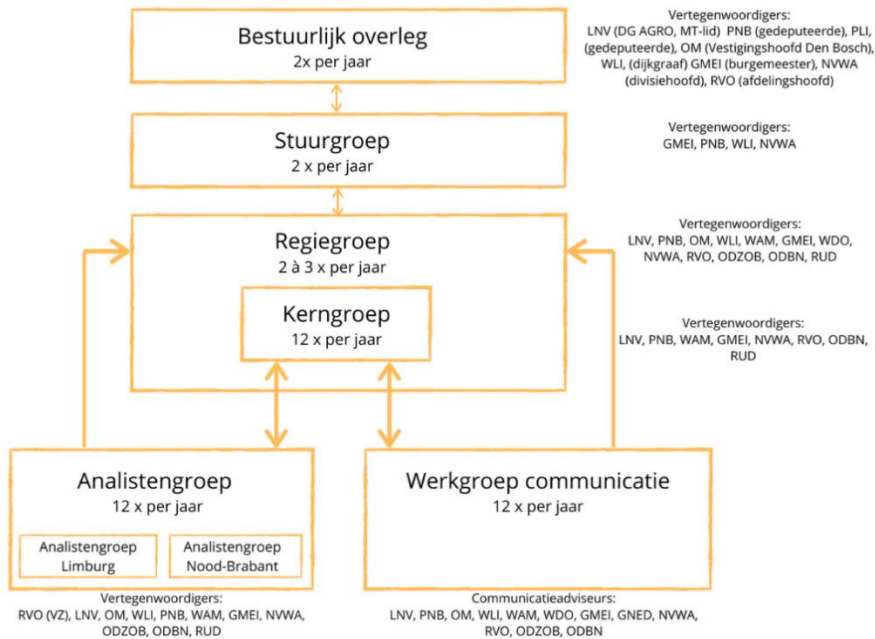 Bestuurlijk overleg
2x per jaar
Vertegenwoordigers:
LNV (DG AGRO, MT-lid) PNB (gedeputeerde), PLI,
(gedeputeerde), OM (Vestigingshoofd Den Bosch),
WLI, (dijkgraaf) GMEI (burgemeester), NVWA
(divisiehoofd), RVO (afdelingshoofd)
Stuurgroep
2 x per jaar
Vertegenwoordigers:
GMEI, PNB, WLI, NVWA
Regiegroep
2 à 3 x per jaar
Vertegenwoordigers:
LNV, PNB, OM, WLI, WAM, GMEI, WDO,
NVWA, RVO, ODZOB, ODBN, RUD
Kerngroep
12 x per jaar
Vertegenwoordigers:
LNV, PNB, WAM, GMEI, NVWA, RVO, ODBN,
RUD
Analistengroep
12 x per jaar
Analistengroep
Limburg
Analistengroep
Nood-Brabant
Vertegenwoordigers:
RVO (VZ), LNV, OM, WLI, PNB, WAM, GMEI, NVWA,
ODZOB, ODBN, RUD
Werkgroep communicatie
12 x per jaar
Communicatieadviseurs:
LNV, PNB, OM, WLI, WAM, WDO, GMEI, GNED, NVWA,
RVO, ODZOB, ODBN